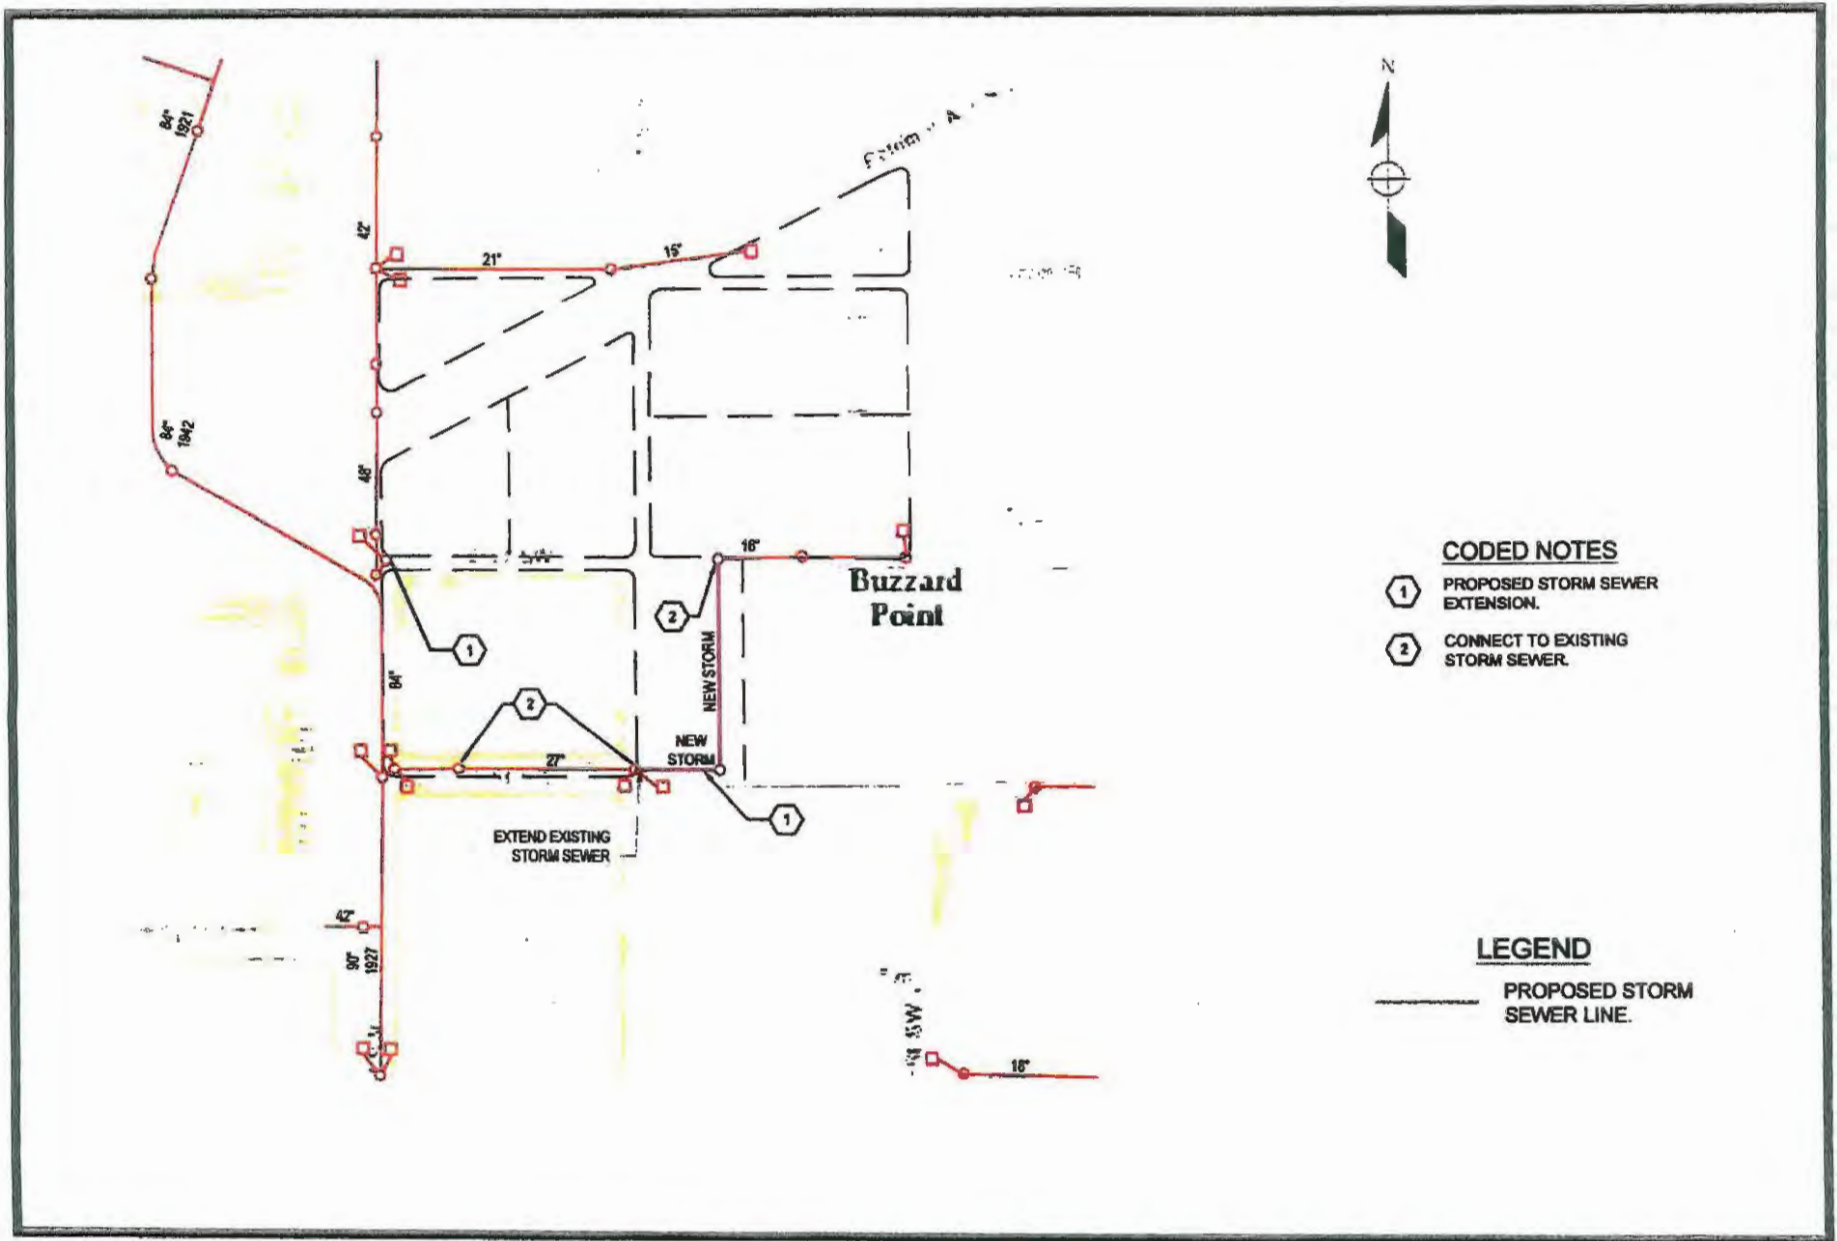 N
84"
1921
42"
21"
15"
84"
1942
48"
18"
Buzzard
Point
CODED NOTES
1 PROPOSED STORM SEWER
EXTENSION.
2 CONNECT TO EXISTING
STORM SEWER.
2
1
NEW STORM
84"
2
NEW
STORM
27"
1
EXTEND EXISTING
STORM SEWER
42"
90"
1927
LEGEND
PROPOSED STORM
SEWER LINE.
SW
18"